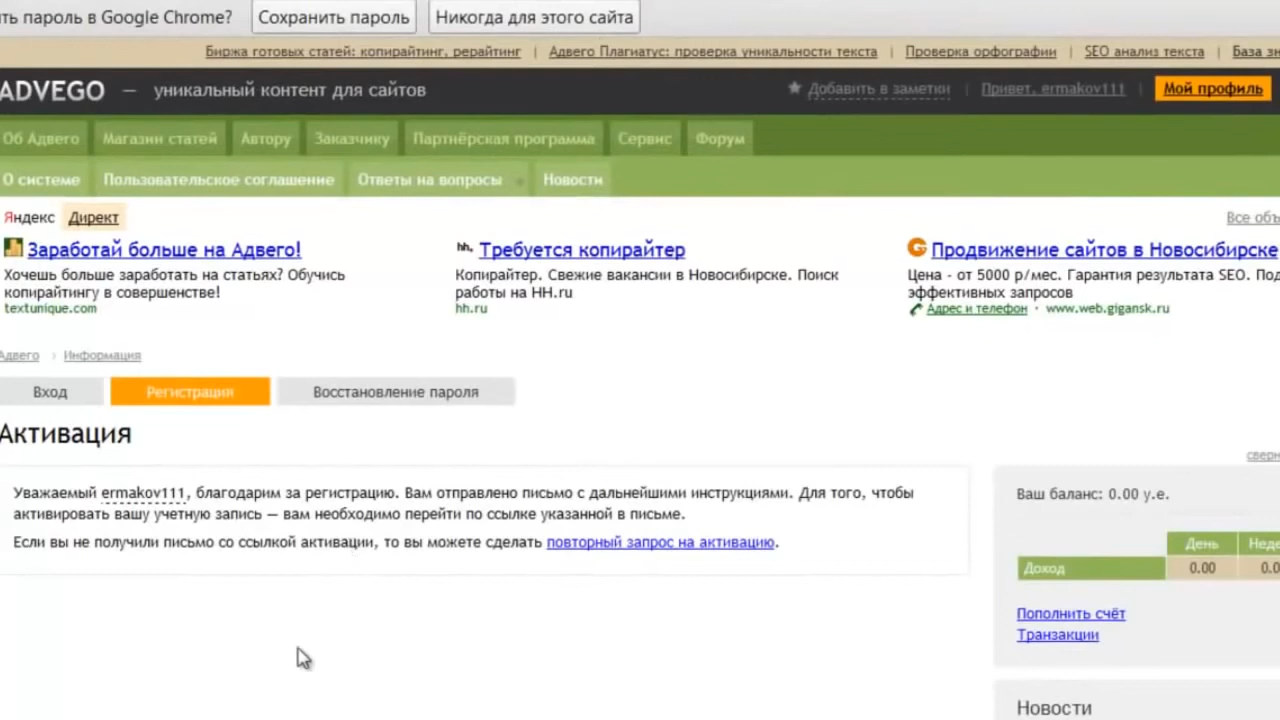 ть пароль в Google Chrome? Сохранить пароль Никогда для этого сайта
Биржа готовых статей: копирайтинг, рерайтинг | Адвего Плагиатус: проверка уникальности текста | Проверка орфографии | SEO анализ текста | База зн
ADVEGO — уникальный контент для сайтов Добавить в заметки | Привет, ermakov111 | Мой профиль
Об Адвего Магазин статей Автору Заказчику Партнёрская программа Сервис Форум
О системе Пользовательское соглашение Ответы на вопросы Новости
Яндекс Директ Все объ
Заработай больше на Адвего! hh. Требуется копирайтер Продвижение сайтов в Новосибирске
Хочешь больше заработать на статьях? Обучись Копирайтер. Свежие вакансии в Новосибирске. Поиск Цена - от 5000 р/мес. Гарантия результата SEO. Под
копирайтингу в совершенстве! работы на HH.ru эффективных запросов
textunique.com hh.ru Адрес и телефон · www.web.gigansk.ru
Адвего › Информация
Вход Регистрация Восстановление пароля
Активация
сверн
Уважаемый ermakov111, благодарим за регистрацию. Вам отправлено письмо с дальнейшими инструкциями. Для того, чтобы
активировать вашу учетную запись — вам необходимо перейти по ссылке указанной в письме.
Если вы не получили письмо со ссылкой активации, то вы можете сделать повторный запрос на активацию.
Ваш баланс: 0.00 у.е.
День Неде
Доход 0.00 0.0
Пополнить счёт
Транзакции
Новости